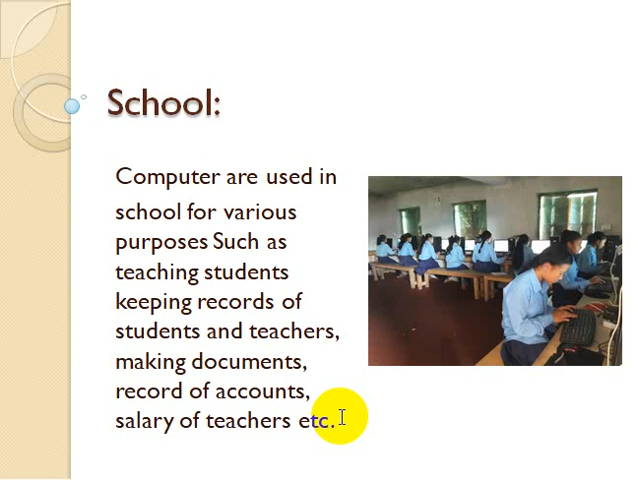 School:
Computer are used in
school for various
purposes Such as
teaching students
keeping records of
students and teachers,
making documents,
record of accounts,
salary of teachers etc.